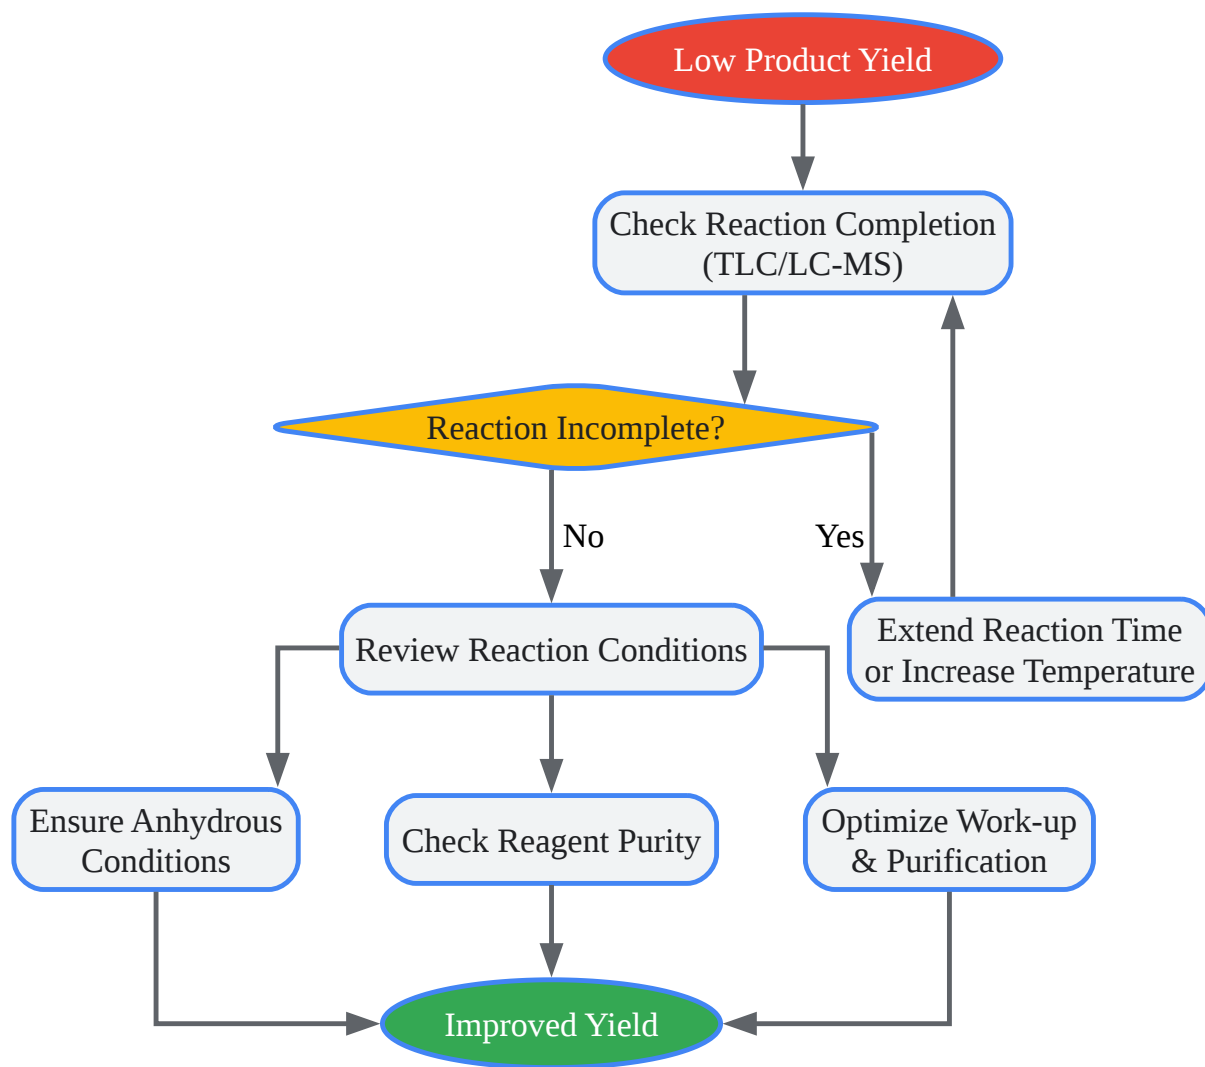 Low Product Yield
Check Reaction Completion
(TLC/LC-MS)
Reaction Incomplete?
No
Yes
Review Reaction Conditions
Extend Reaction Time
or Increase Temperature
Ensure Anhydrous
Conditions
Check Reagent Purity
Optimize Work-up
& Purification
Improved Yield